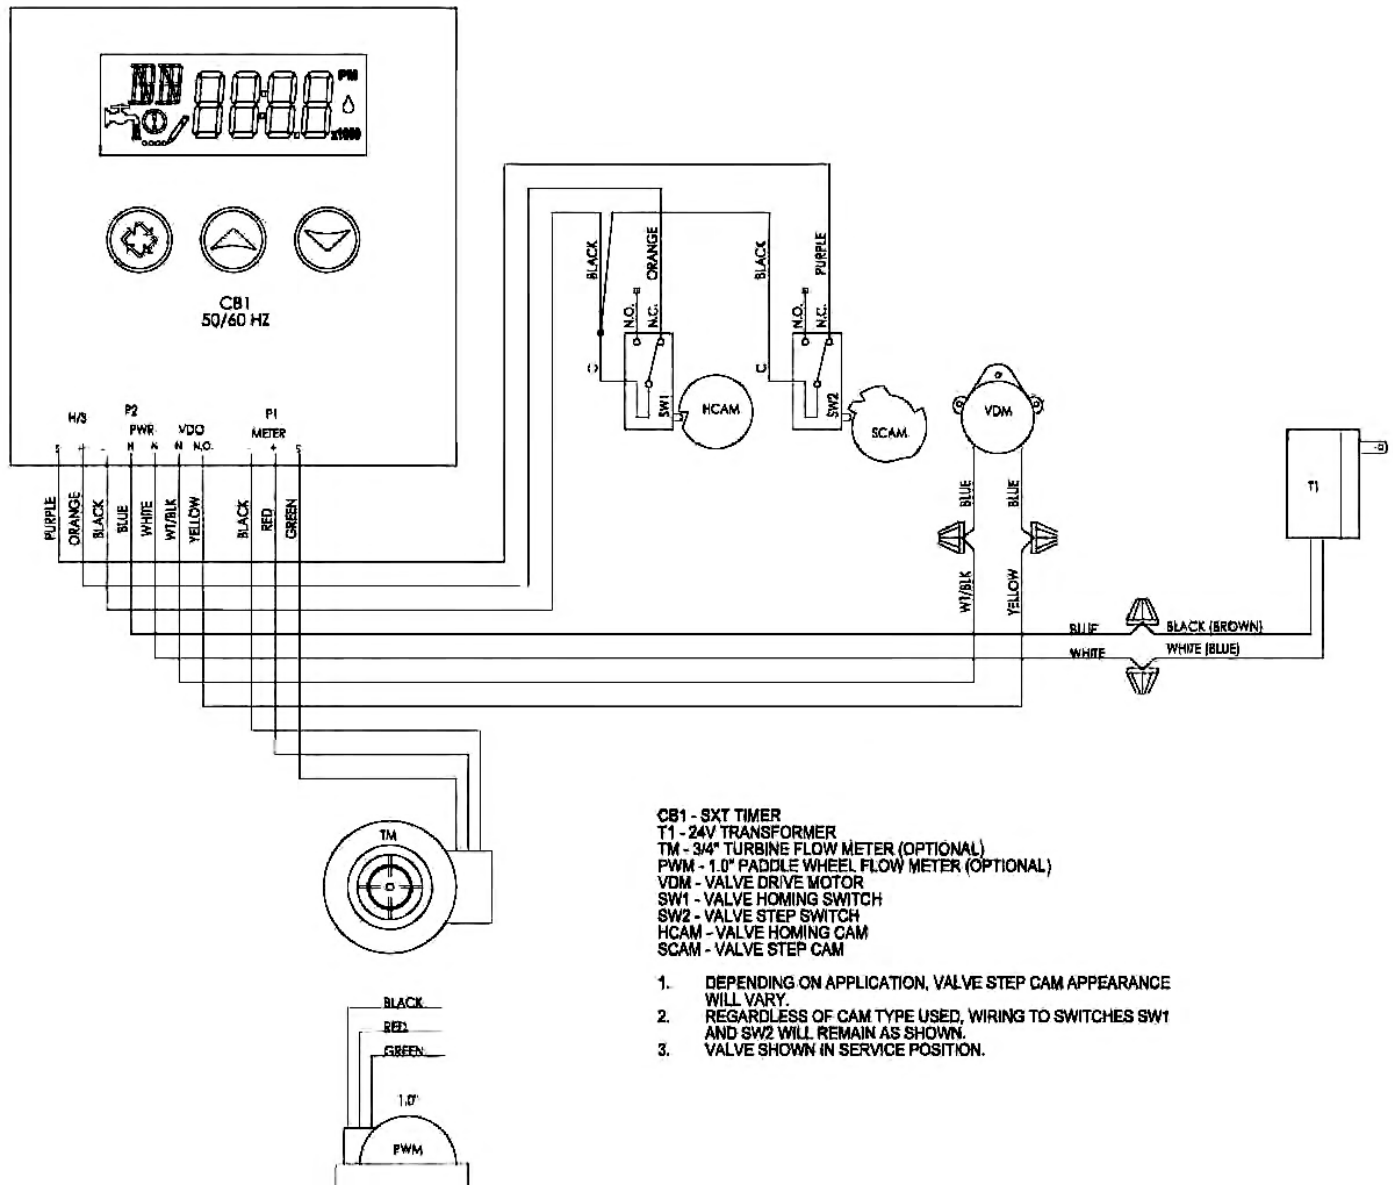 PM
x1000
CB1
50/60 HZ
H/S
P2
PWR
VDO
P1
METER
S + - H N N N.O. - + S
PURPLE
ORANGE
BLACK
BLUE
WHITE
WT/BLK
YELLOW
BLACK
RED
GREEN
BLACK
ORANGE
BLACK
PURPLE
N.O.
N.C.
N.O.
N.C.
C
C
SW1
HCAM
SW2
SCAM
VDM
BLUE
BLUE
WT/BLK
YELLOW
T1
BLUE
BLACK (BROWN)
WHITE
WHITE (BLUE)
TM
CB1 - SXT TIMER
T1 - 24V TRANSFORMER
TM - 3/4" TURBINE FLOW METER (OPTIONAL)
PWM - 1.0" PADDLE WHEEL FLOW METER (OPTIONAL)
VDM - VALVE DRIVE MOTOR
SW1 - VALVE HOMING SWITCH
SW2 - VALVE STEP SWITCH
HCAM - VALVE HOMING CAM
SCAM - VALVE STEP CAM
1. DEPENDING ON APPLICATION, VALVE STEP CAM APPEARANCE
WILL VARY.
2. REGARDLESS OF CAM TYPE USED, WIRING TO SWITCHES SW1
AND SW2 WILL REMAIN AS SHOWN.
3. VALVE SHOWN IN SERVICE POSITION.
BLACK
RED
GREEN
1.0"
PWM